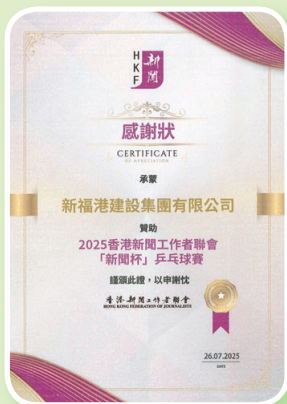 HKF 新聞
感謝狀
CERTIFICATE
OF APPRECIATION
承蒙
新福港建設集團有限公司
贊助
2025香港新聞工作者聯會
「新聞杯」乒乓球賽
謹頒此證，以申謝忱
香港新聞工作者聯會
HONG KONG FEDERATION OF JOURNALISTS
26.07.2025
DATE